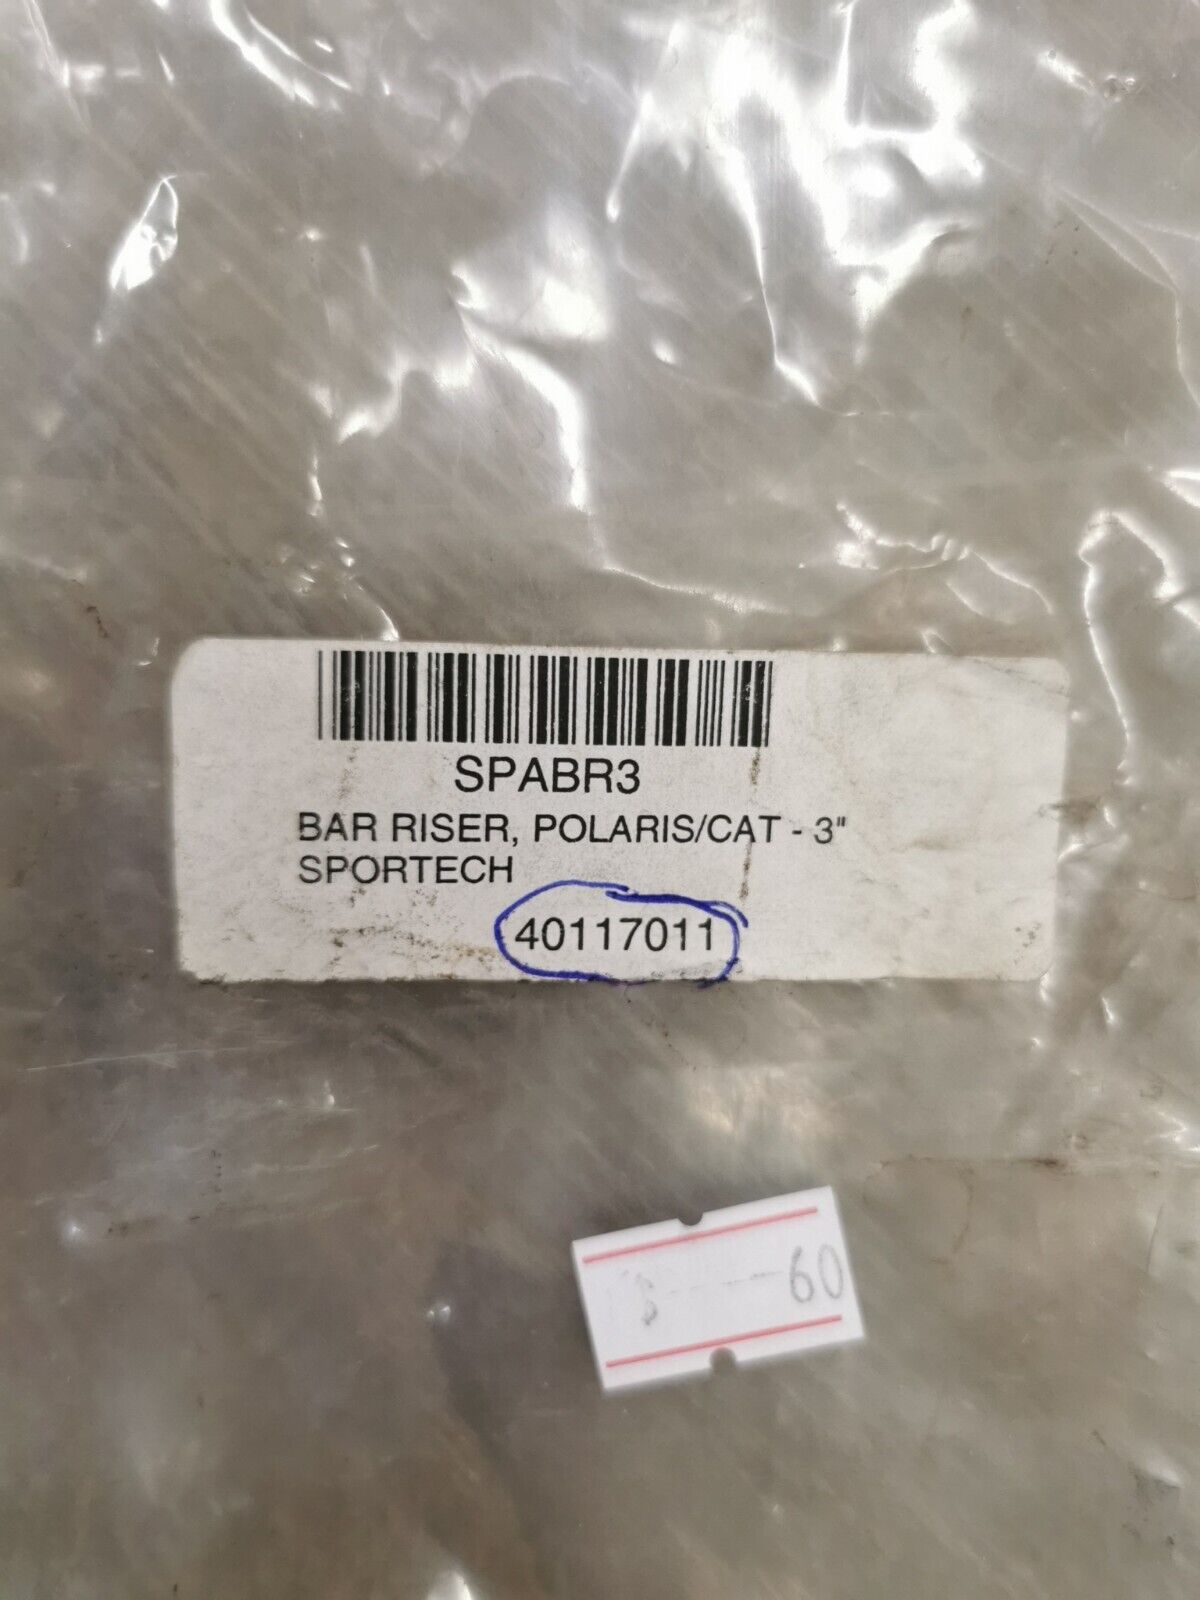 SPABR3
BAR RISER, POLARIS/CAT - 3"
SPORTECH
40117011
60